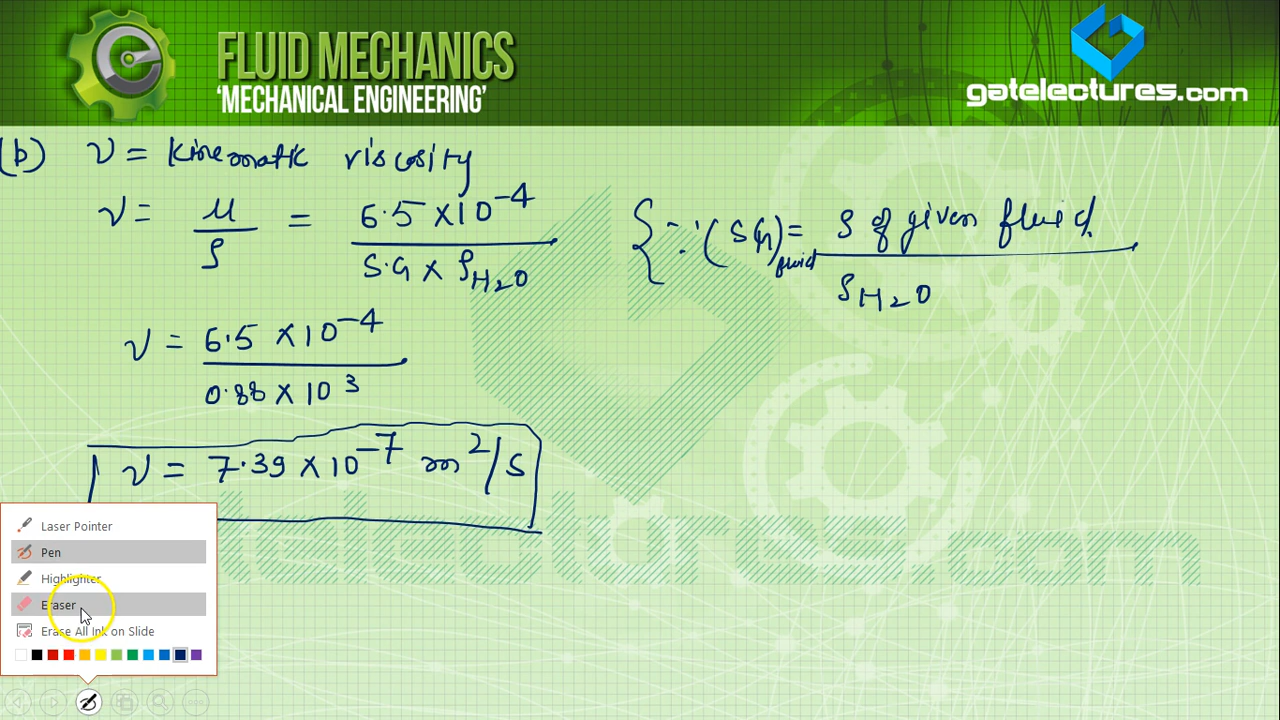 FLUID MECHANICS
'MECHANICAL ENGINEERING'
gatelectures.com
(b) ν = kinematic viscosity
ν = μ/ρ = 6.5 × 10⁻⁴ / S.G × ρH₂O
{∵ (SG)fluid = ρ of given fluid / ρH₂O
ν = 6.5 × 10⁻⁴ / 0.88 × 10³
ν = 7.39 × 10⁻⁷ m²/s
Laser Pointer
Pen
Highlighter
Eraser
Erase All Ink on Slide